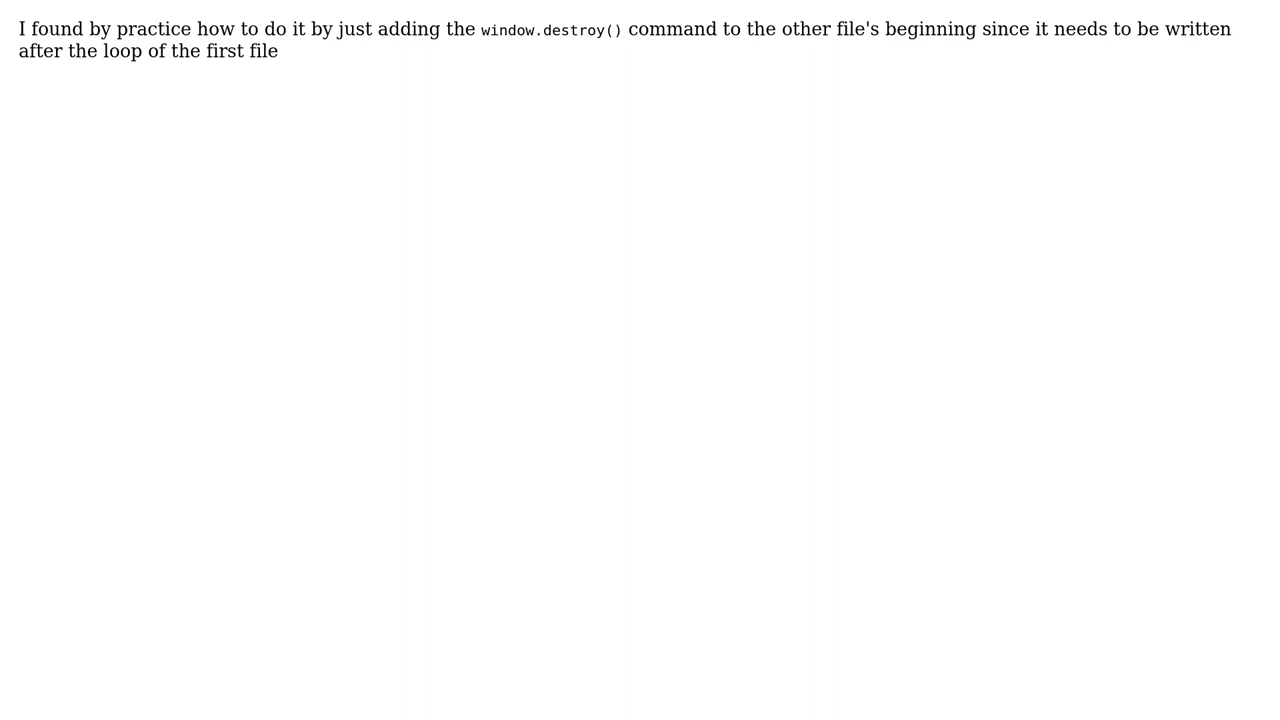 I found by practice how to do it by just adding the window.destroy() command to the other file's beginning since it needs to be written
after the loop of the first file